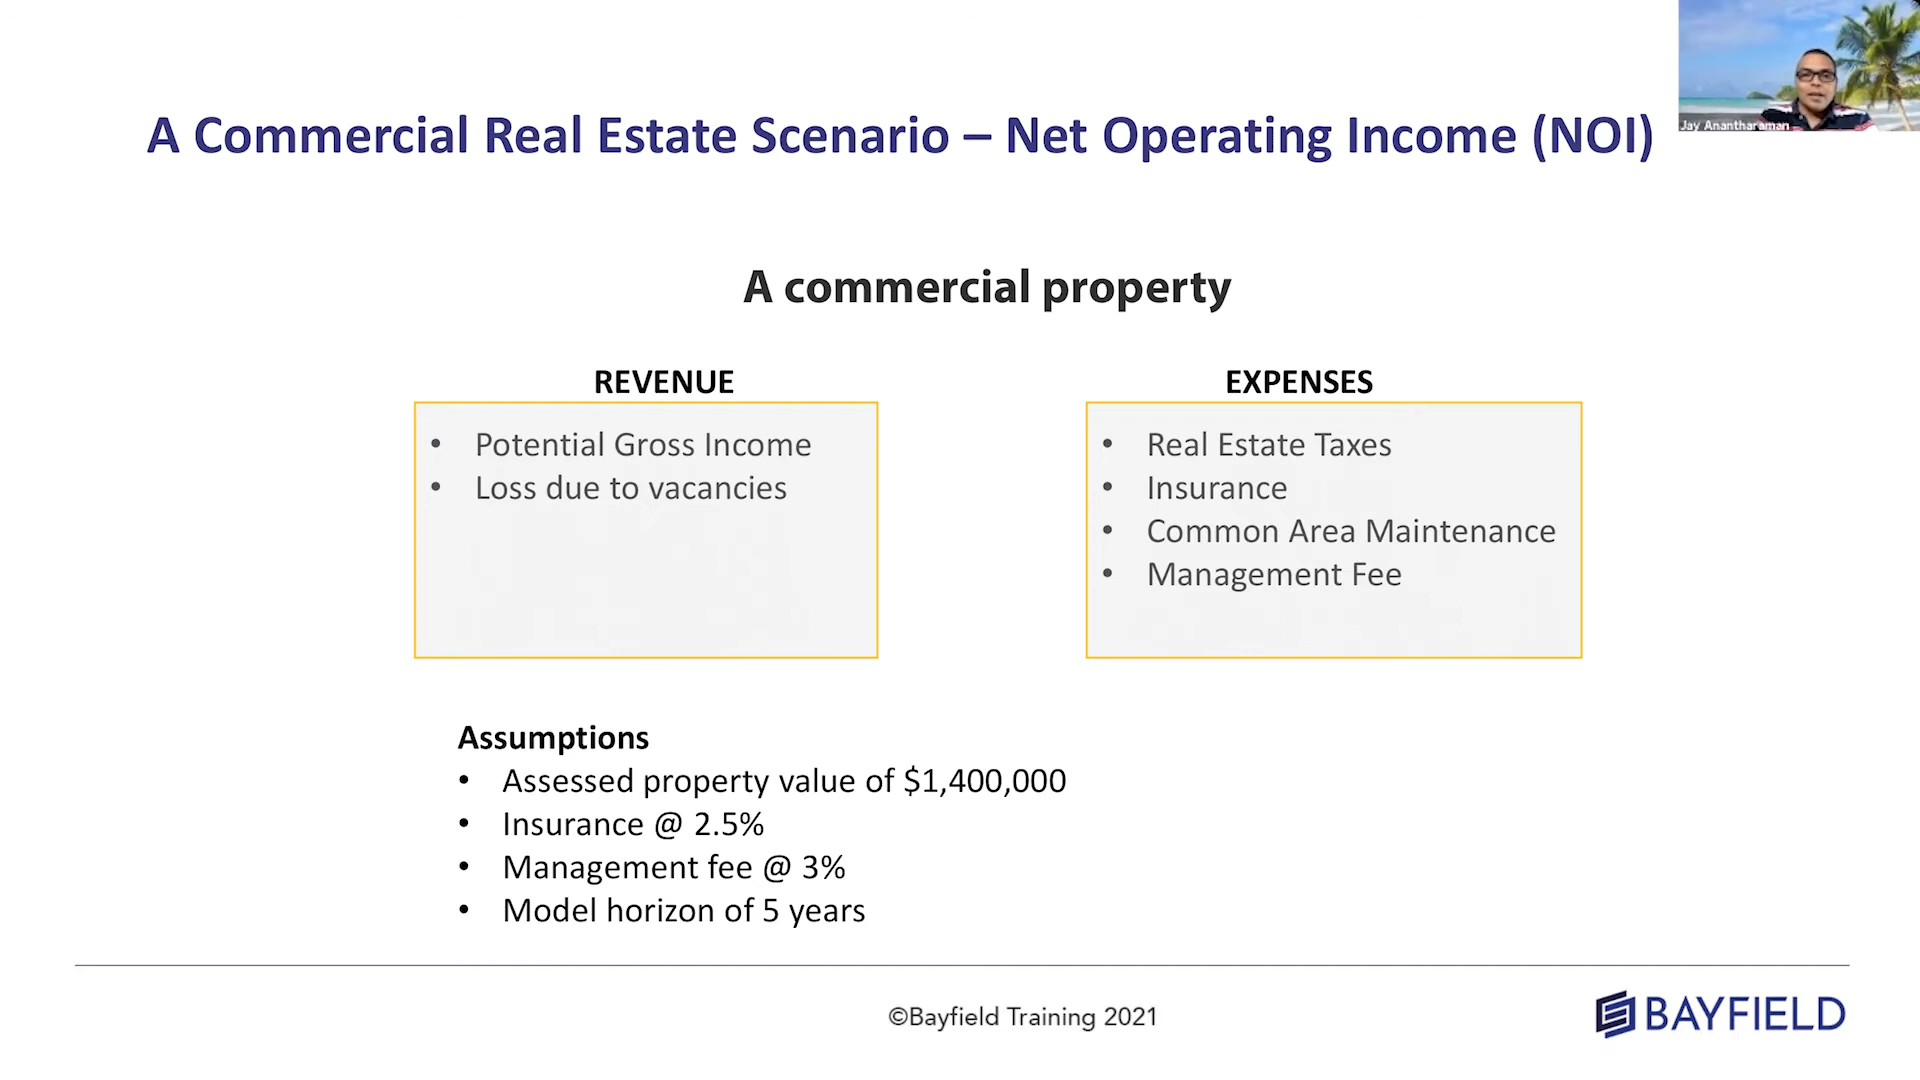 Jay Anantharaman
A Commercial Real Estate Scenario – Net Operating Income (NOI)
A commercial property
REVENUE
• Potential Gross Income
• Loss due to vacancies
EXPENSES
• Real Estate Taxes
• Insurance
• Common Area Maintenance
• Management Fee
Assumptions
• Assessed property value of $1,400,000
• Insurance @ 2.5%
• Management fee @ 3%
• Model horizon of 5 years
©Bayfield Training 2021
BAYFIELD